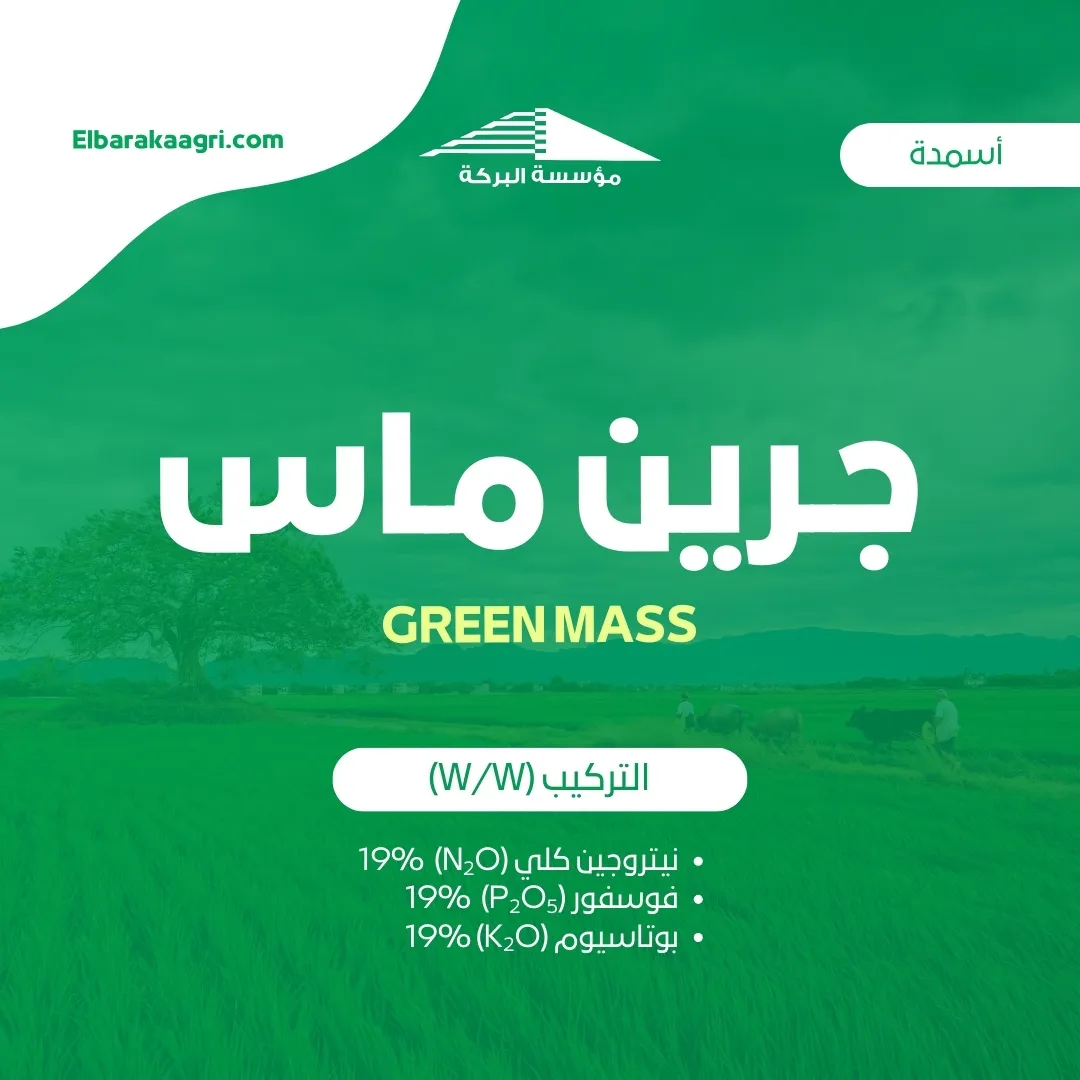 Elbarakaagri.com
مؤسسة البركة
أسمدة
جرين ماس
GREEN MASS
التركيب (W/W)
• نيتروجين كلي (N₂O) 19%
• فوسفور (P₂O₅) 19%
• بوتاسيوم (K₂O) 19%